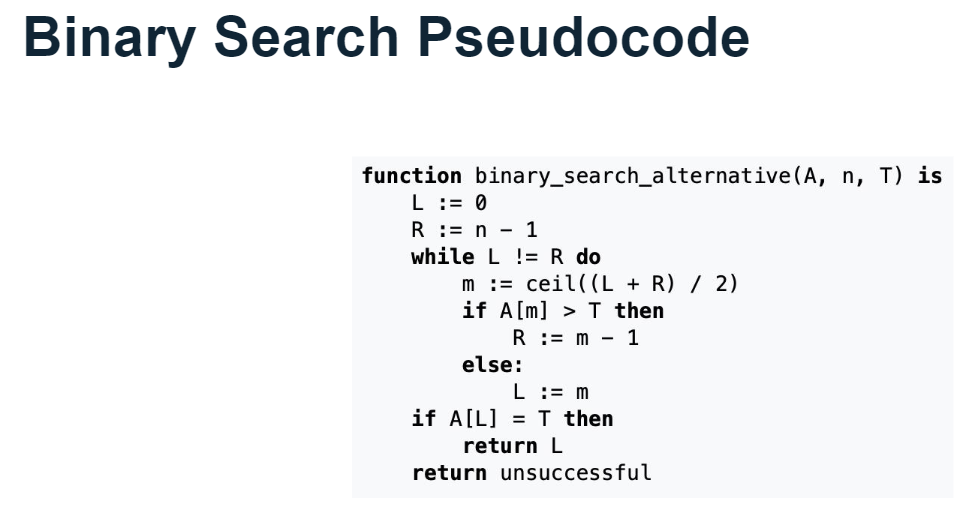 Binary Search Pseudocode
function binary_search_alternative(A, n, T) is
    L := 0
    R := n − 1
    while L != R do
        m := ceil((L + R) / 2)
        if A[m] > T then
            R := m − 1
        else:
            L := m
    if A[L] = T then
        return L
    return unsuccessful